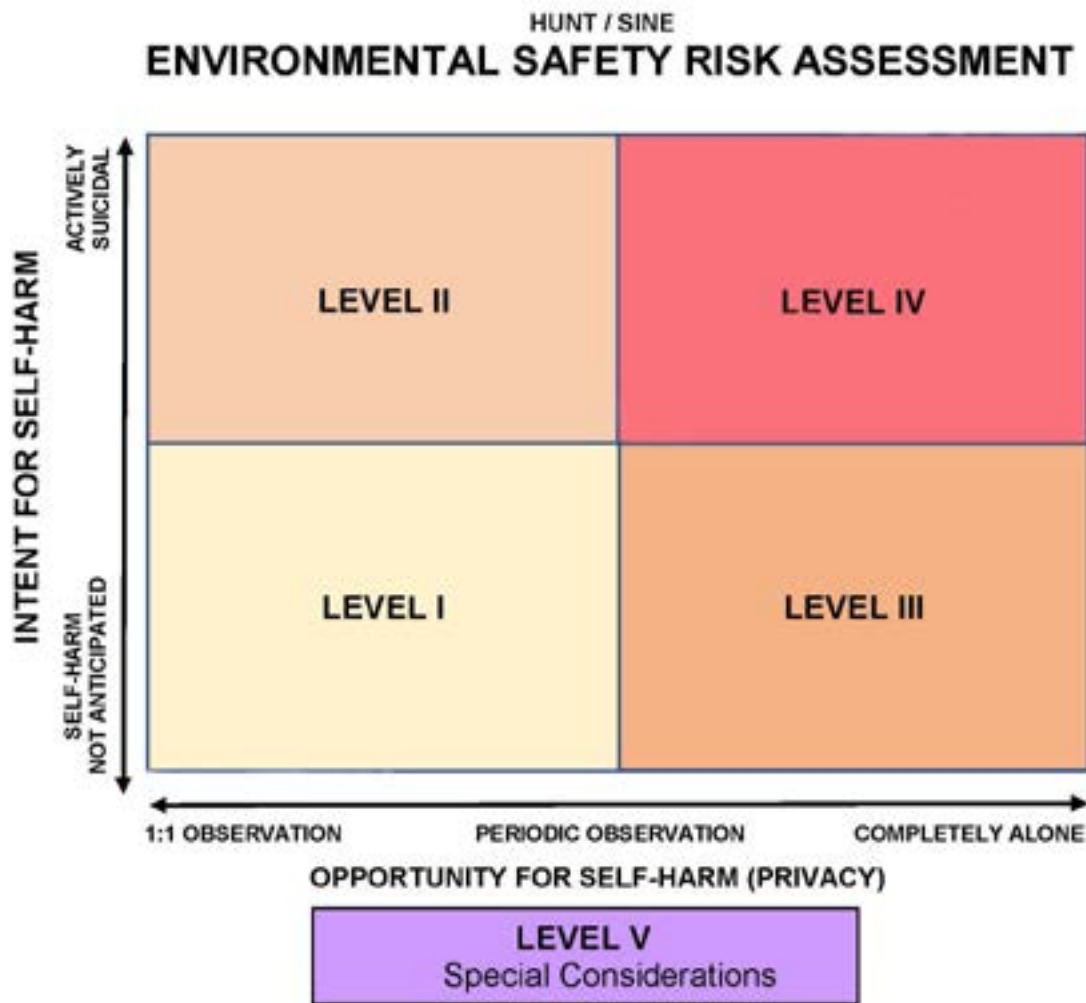 HUNT / SINE
ENVIRONMENTAL SAFETY RISK ASSESSMENT
INTENT FOR SELF-HARM
ACTIVELY
SUICIDAL
SELF-HARM
NOT ANTICIPATED
LEVEL II
LEVEL IV
LEVEL I
LEVEL III
1:1 OBSERVATION
PERIODIC OBSERVATION
COMPLETELY ALONE
OPPORTUNITY FOR SELF-HARM (PRIVACY)
LEVEL V
Special Considerations